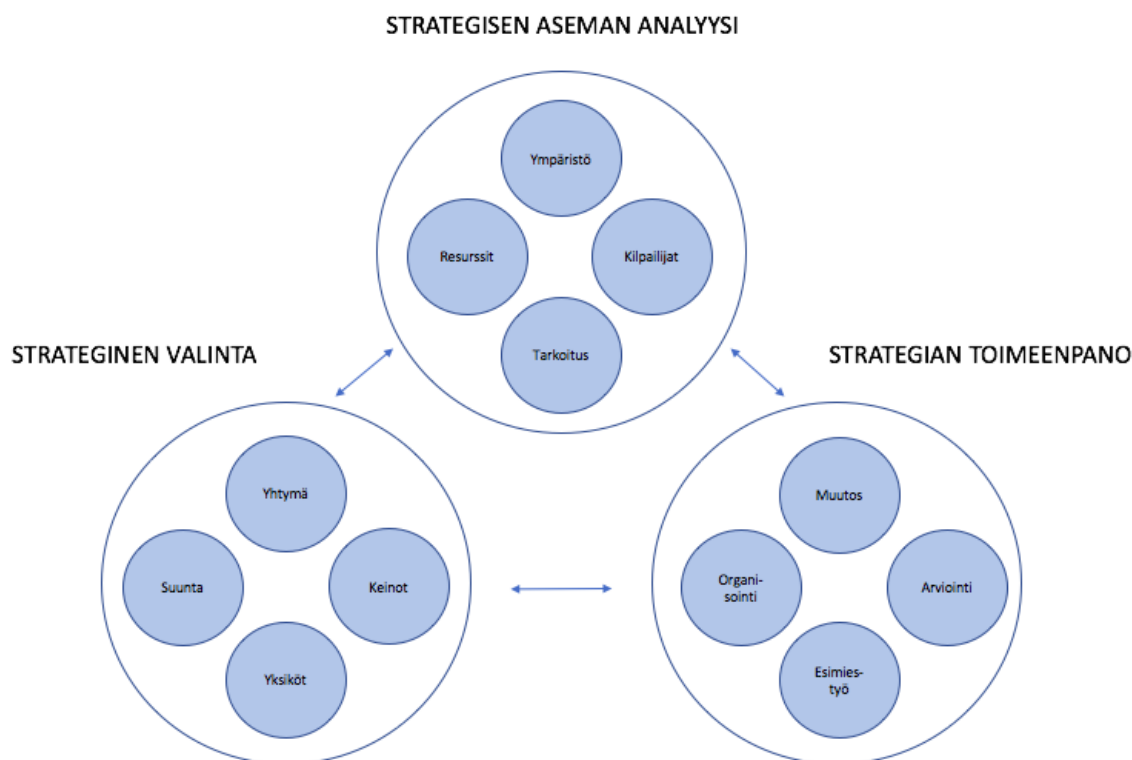 STRATEGISEN ASEMAN ANALYYSI
Ympäristö
Resurssit
Kilpailijat
Tarkoitus
STRATEGINEN VALINTA
STRATEGIAN TOIMEENPANO
Yhtymä
Suunta
Keinot
Yksiköt
Muutos
Organi-
sointi
Arviointi
Esimies-
työ